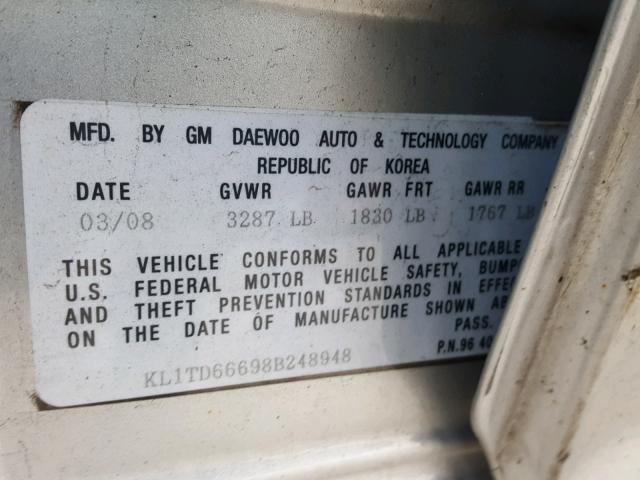 MFD. BY GM DAEWOO AUTO & TECHNOLOGY COMPANY
REPUBLIC OF KOREA
DATE GVWR GAWR FRT GAWR RR
03/08 3287 LB 1830 LB 1767 LB
THIS VEHICLE CONFORMS TO ALL APPLICABLE
U.S. FEDERAL MOTOR VEHICLE SAFETY,
AND THEFT PREVENTION STANDARDS IN
ON THE DATE OF MANUFACTURE SHOWN
PASS.
P.N.96 40
KL1TD66698B248948